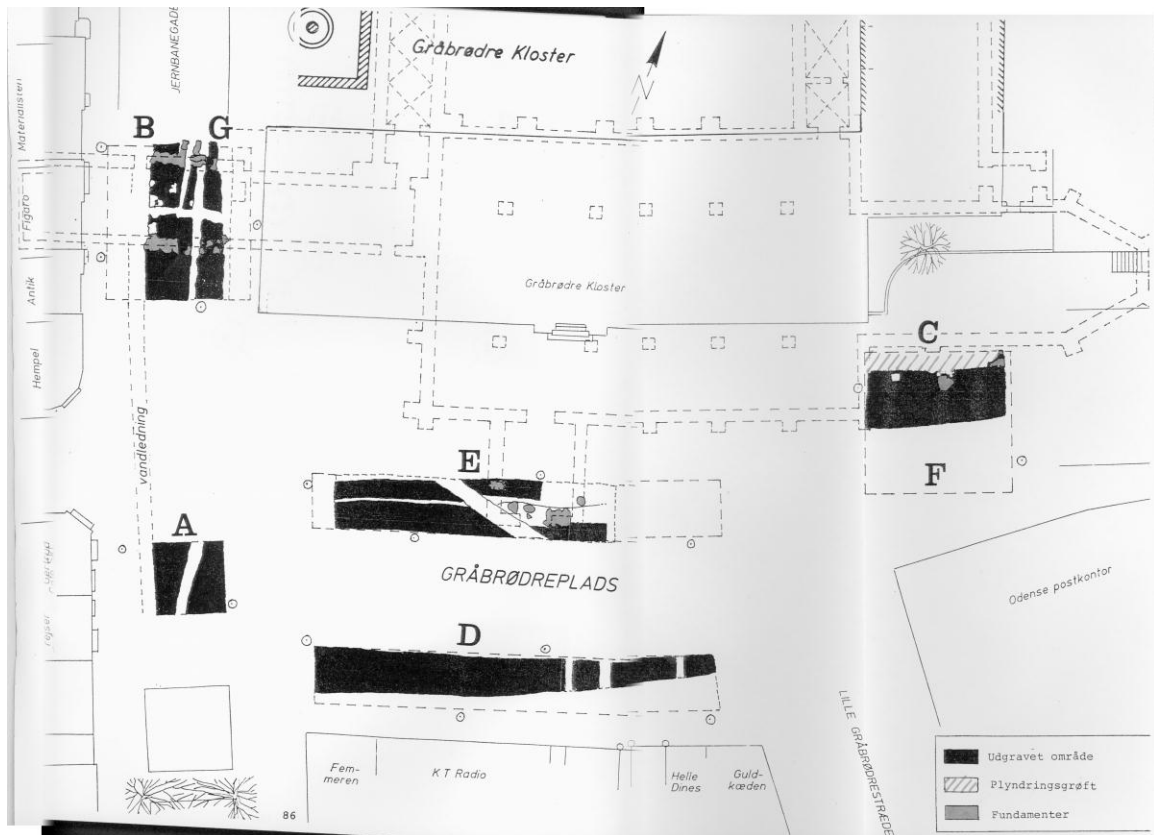 JERNBANEGADE
Gråbrødre Kloster
N
Materialisten
B
G
Figaro
Antik
Gråbrødre Kloster
C
Hempel
vandledning
E
F
A
GRÅBRØDREPLADS
Odense postkontor
D
rejser
LILLE GRÅBRØDRESTRÆDE
Fem-
meren
K T Radio
Helle
Dines
Guld-
kæden
Udgravet område
Plyndringsgrøft
Fundamenter
86